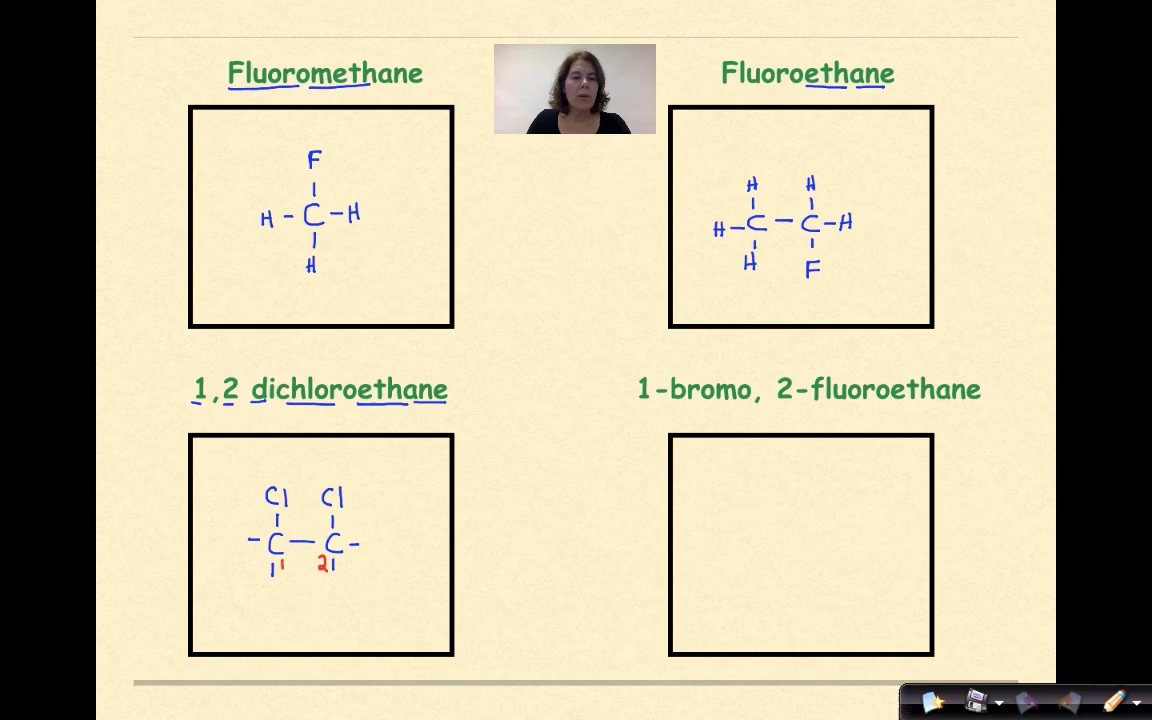 Fluoromethane
F
H - C - H
H
Fluoroethane
H H
H - C - C - H
H F
1,2 dichloroethane
Cl Cl
- C - C -
1 2
1-bromo, 2-fluoroethane